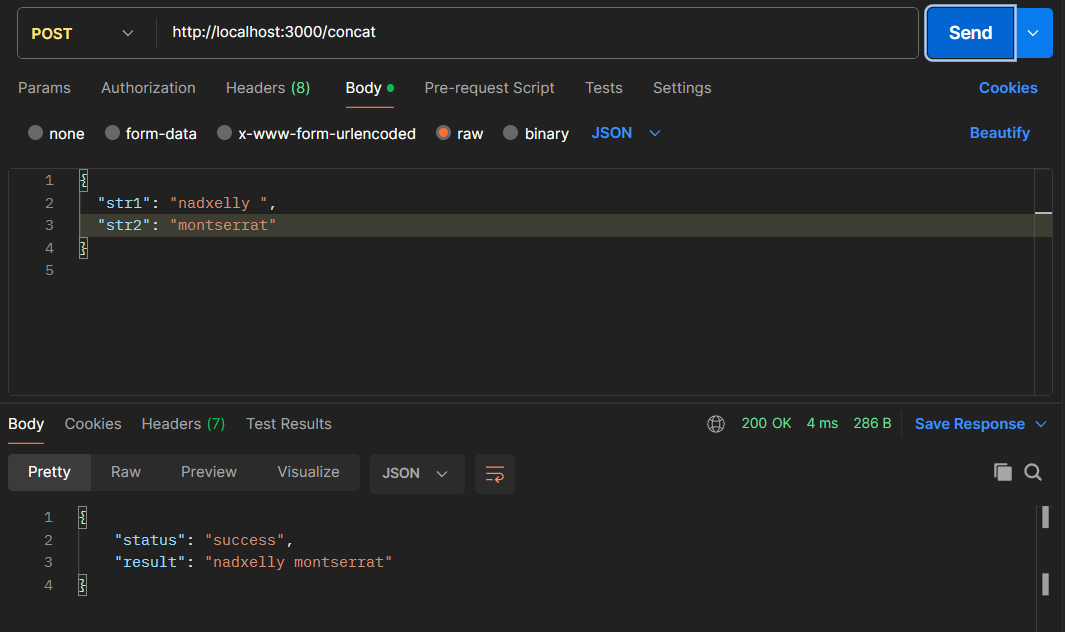 POST http://localhost:3000/concat Send
Params Authorization Headers (8) Body Pre-request Script Tests Settings Cookies
none form-data x-www-form-urlencoded raw binary JSON Beautify
1 {
2 "str1": "nadxelly ",
3 "str2": "montserrat"
4 }
5
Body Cookies Headers (7) Test Results 200 OK 4 ms 286 B Save Response
Pretty Raw Preview Visualize JSON
1 {
2 "status": "success",
3 "result": "nadxelly montserrat"
4 }